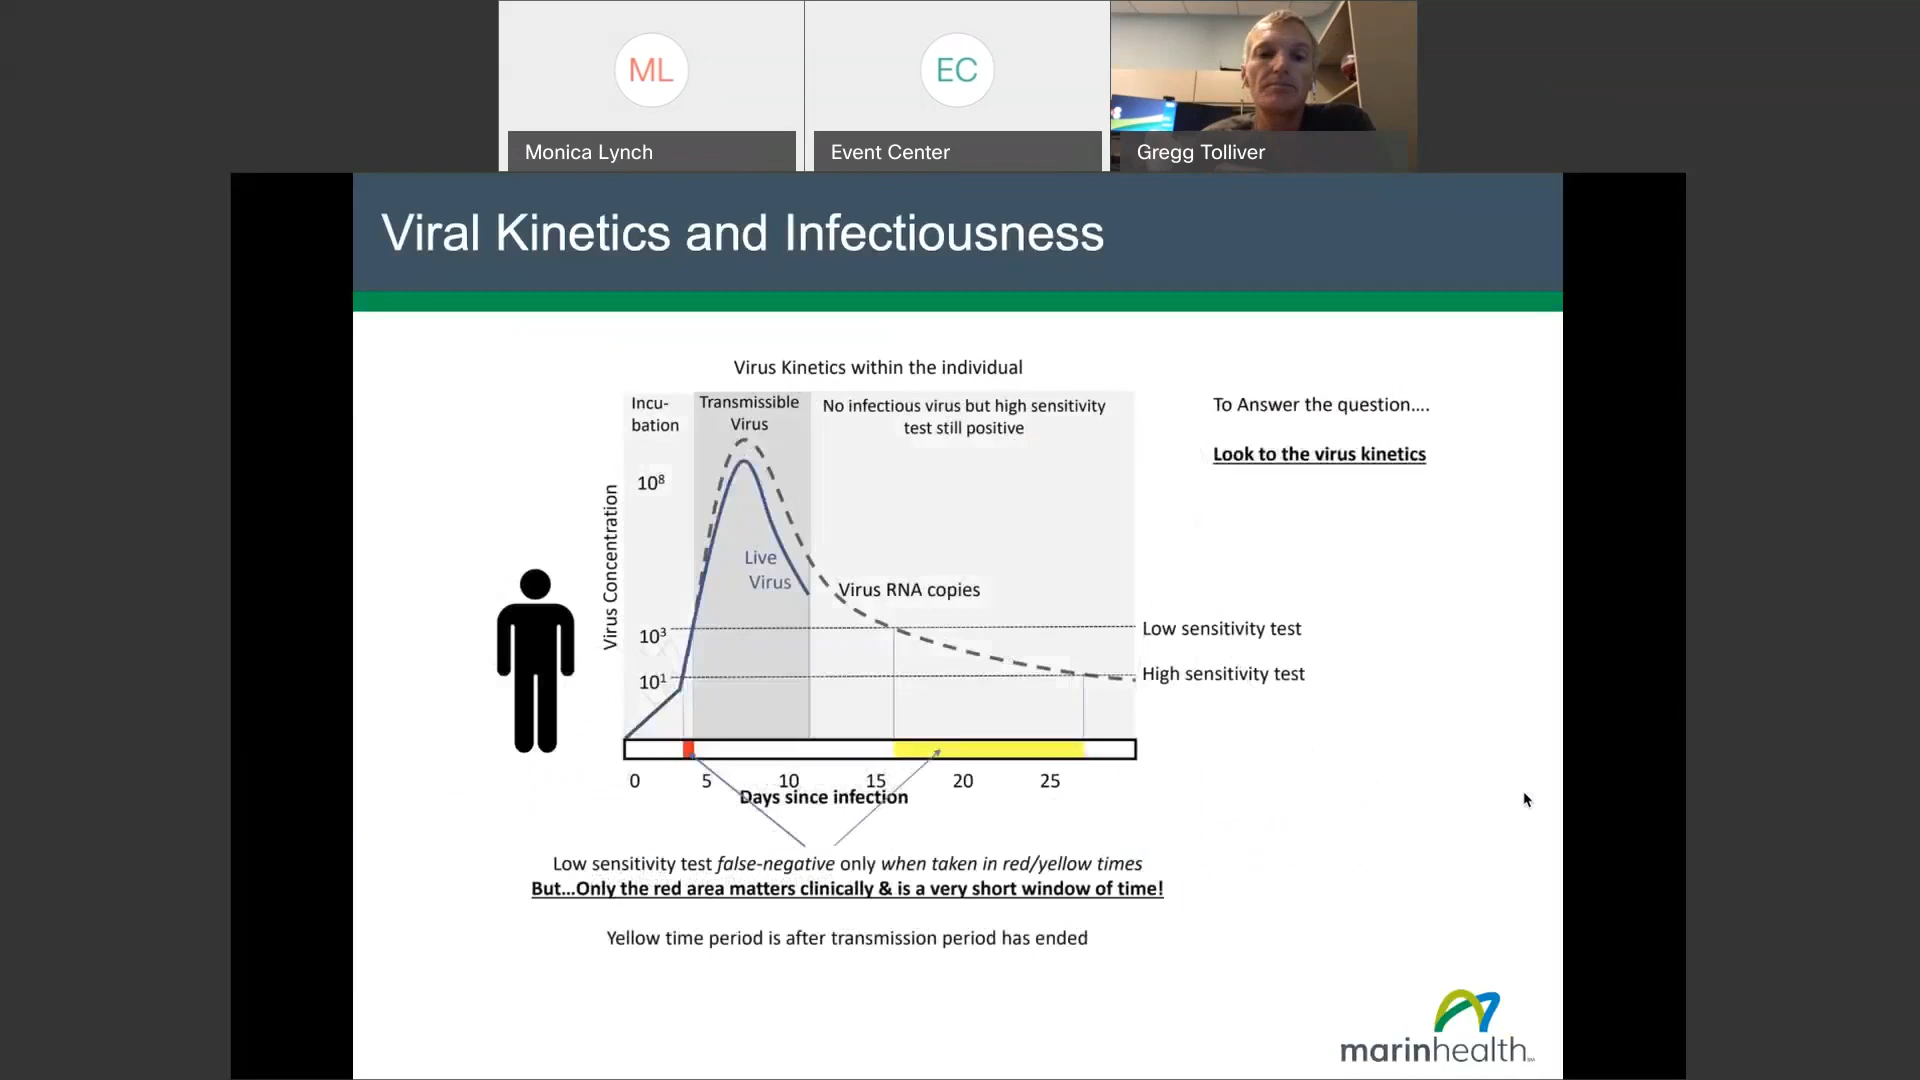 ML
EC
Monica Lynch
Event Center
Gregg Tolliver
Viral Kinetics and Infectiousness
Virus Kinetics within the individual
Incu-
bation
Transmissible
Virus
No infectious virus but high sensitivity
test still positive
To Answer the question....
Look to the virus kinetics
Virus Concentration
10⁸
Live
Virus
Virus RNA copies
10³
Low sensitivity test
10¹
High sensitivity test
0 5 10 15 20 25
Days since infection
Low sensitivity test false-negative only when taken in red/yellow times
But...Only the red area matters clinically & is a very short window of time!
Yellow time period is after transmission period has ended
marinhealth